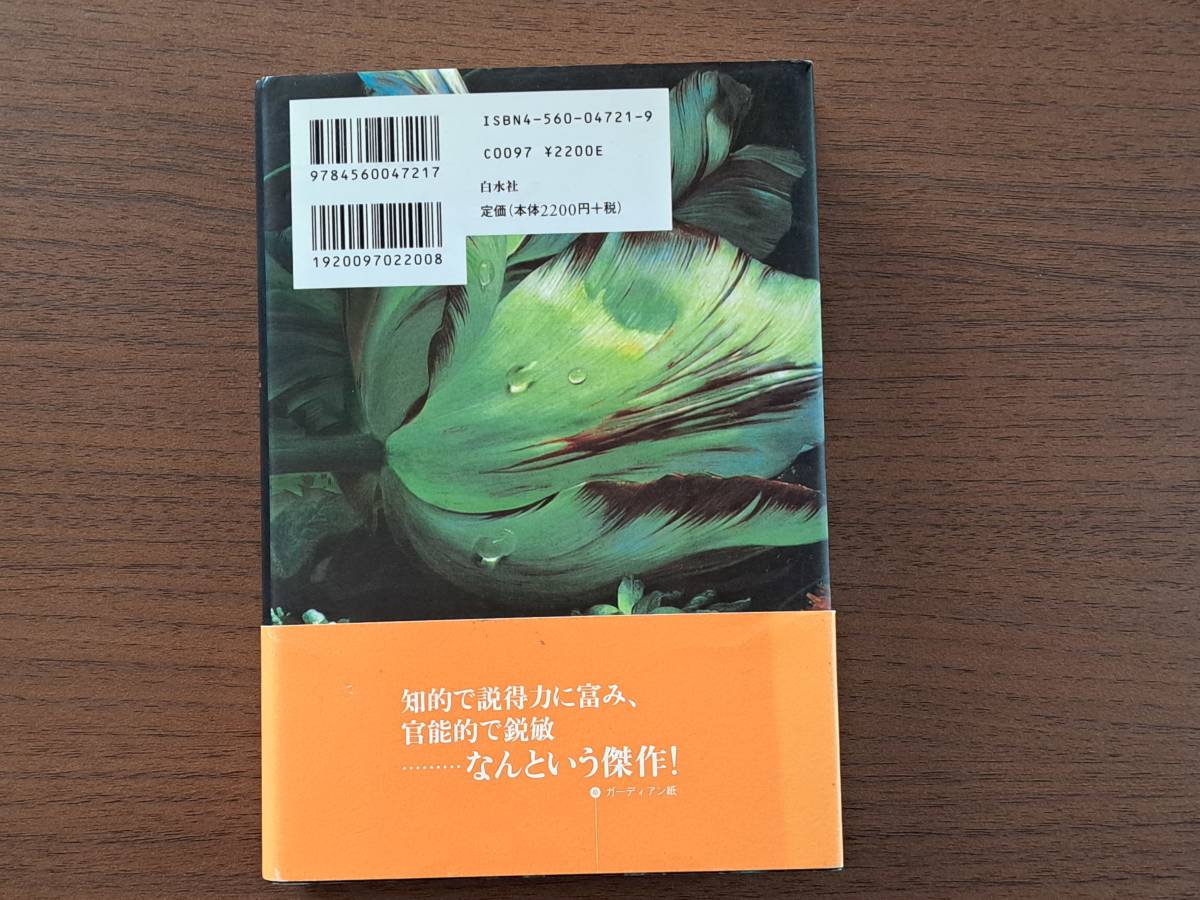 ISBN4-560-04721-9
9784560047217
C0097 ¥2200E
白水社
定価(本体2200円+税)
1920097022008
知的で説得力に富み、
官能的で鋭敏
………なんという傑作!
ガーディアン紙